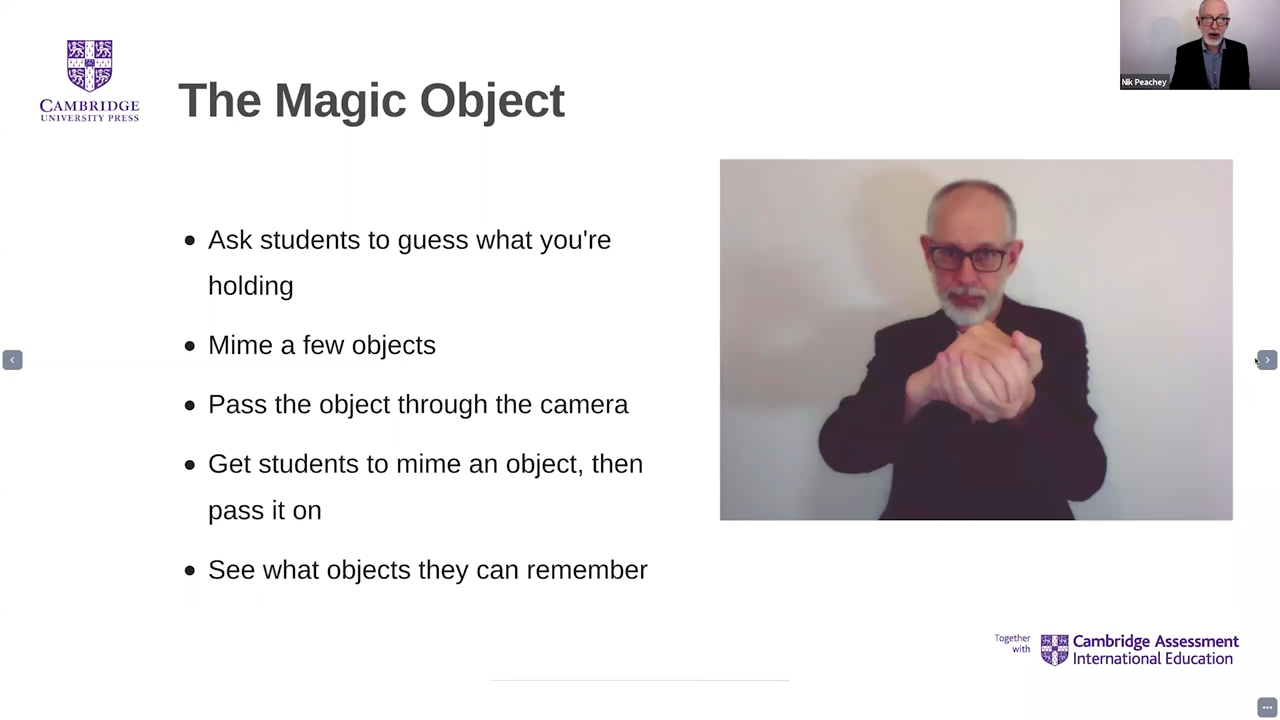 CAMBRIDGE
UNIVERSITY PRESS
The Magic Object
Nik Peachey
Ask students to guess what you're
holding
Mime a few objects
Pass the object through the camera
Get students to mime an object, then
pass it on
See what objects they can remember
Together
with
Cambridge Assessment
International Education